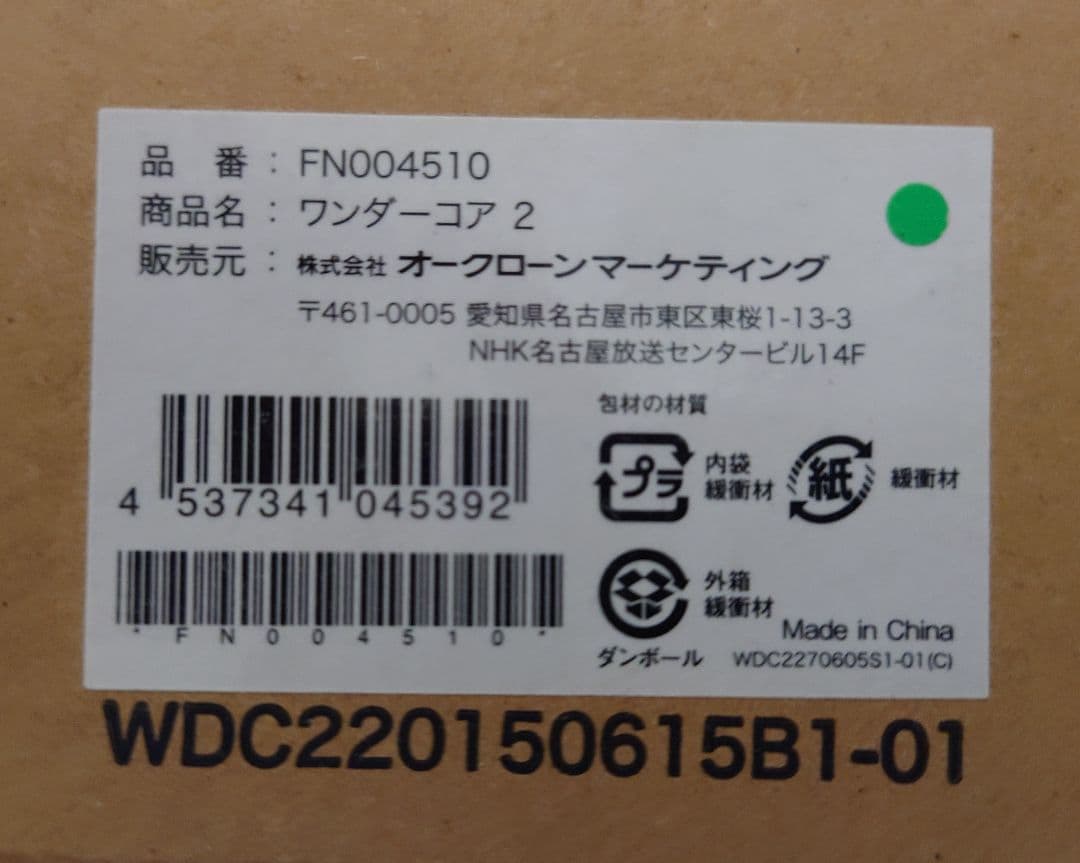 品　番 : FN004510
商品名 : ワンダーコア 2
販売元 : 株式会社 オークローンマーケティング
〒461-0005 愛知県名古屋市東区東桜1-13-3
NHK名古屋放送センタービル14F
包材の材質
プラ 内袋
緩衝材
紙 緩衝材
4 537341 045392
*FN004510*
外箱
緩衝材
ダンボール
Made in China
WDC2270605S1-01(C)
WDC220150615B1-01